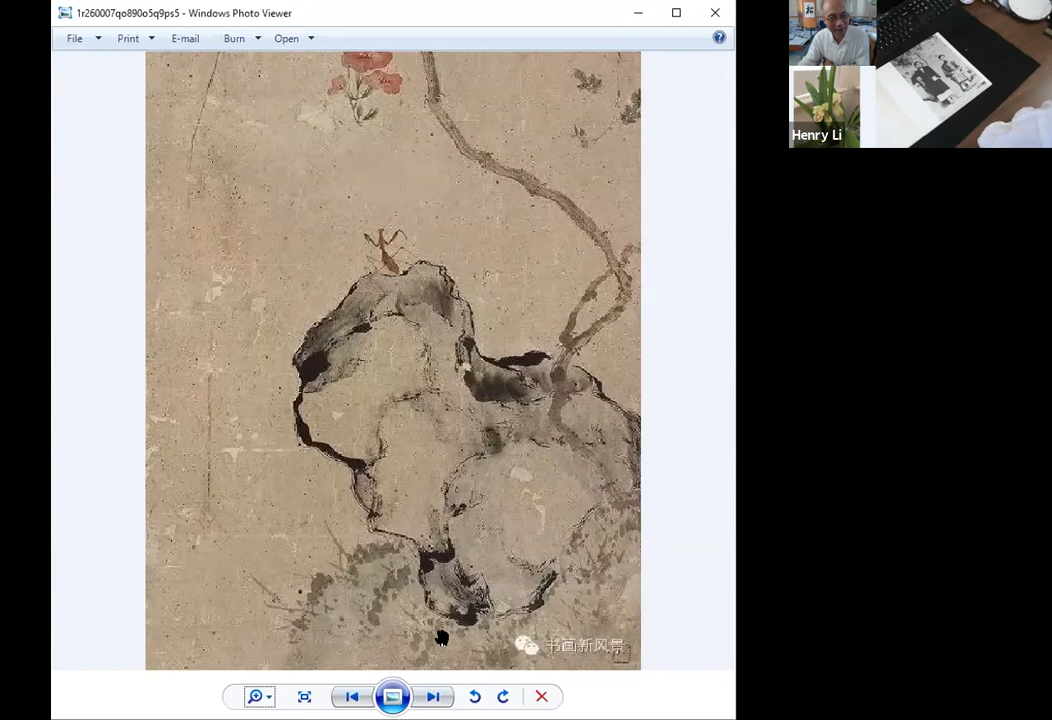 1r260007qo890o5q9ps5 - Windows Photo Viewer
File Print E-mail Burn Open
Henry Li
书画新风景